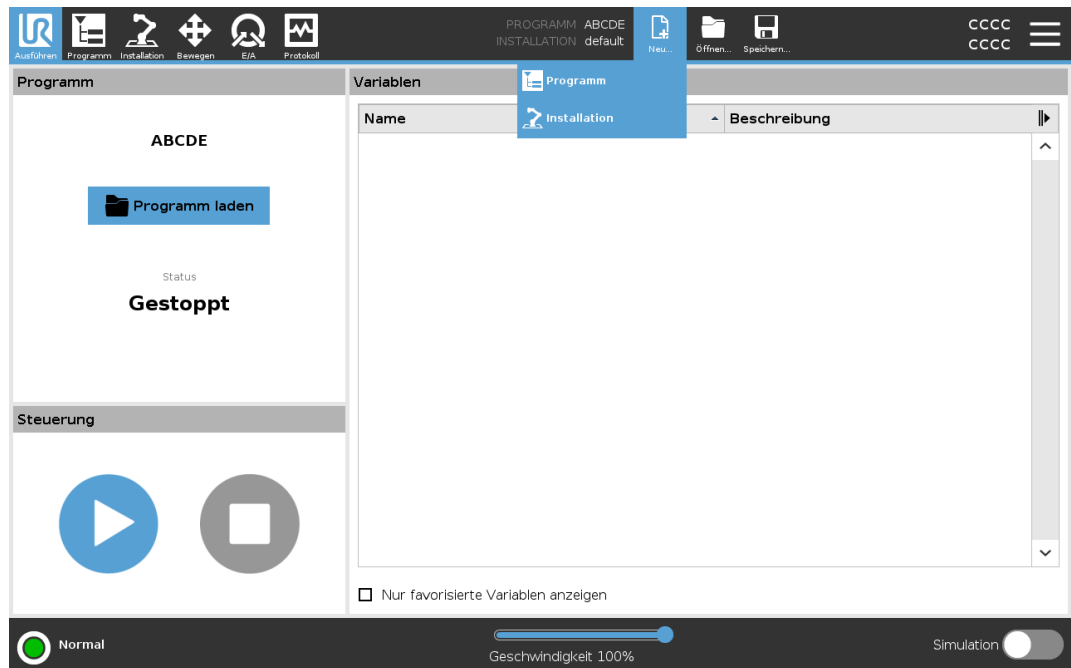 UR
Ausführen
Programm
Installation
Bewegen
E/A
Protokoll
PROGRAMM ABCDE
INSTALLATION default
Neu...
Öffnen...
Speichern...
CCCC
CCCC
Programm
Installation
Programm
ABCDE
Programm laden
Status
Gestoppt
Steuerung
Variablen
Name
Beschreibung
Nur favorisierte Variablen anzeigen
Normal
Geschwindigkeit 100%
Simulation